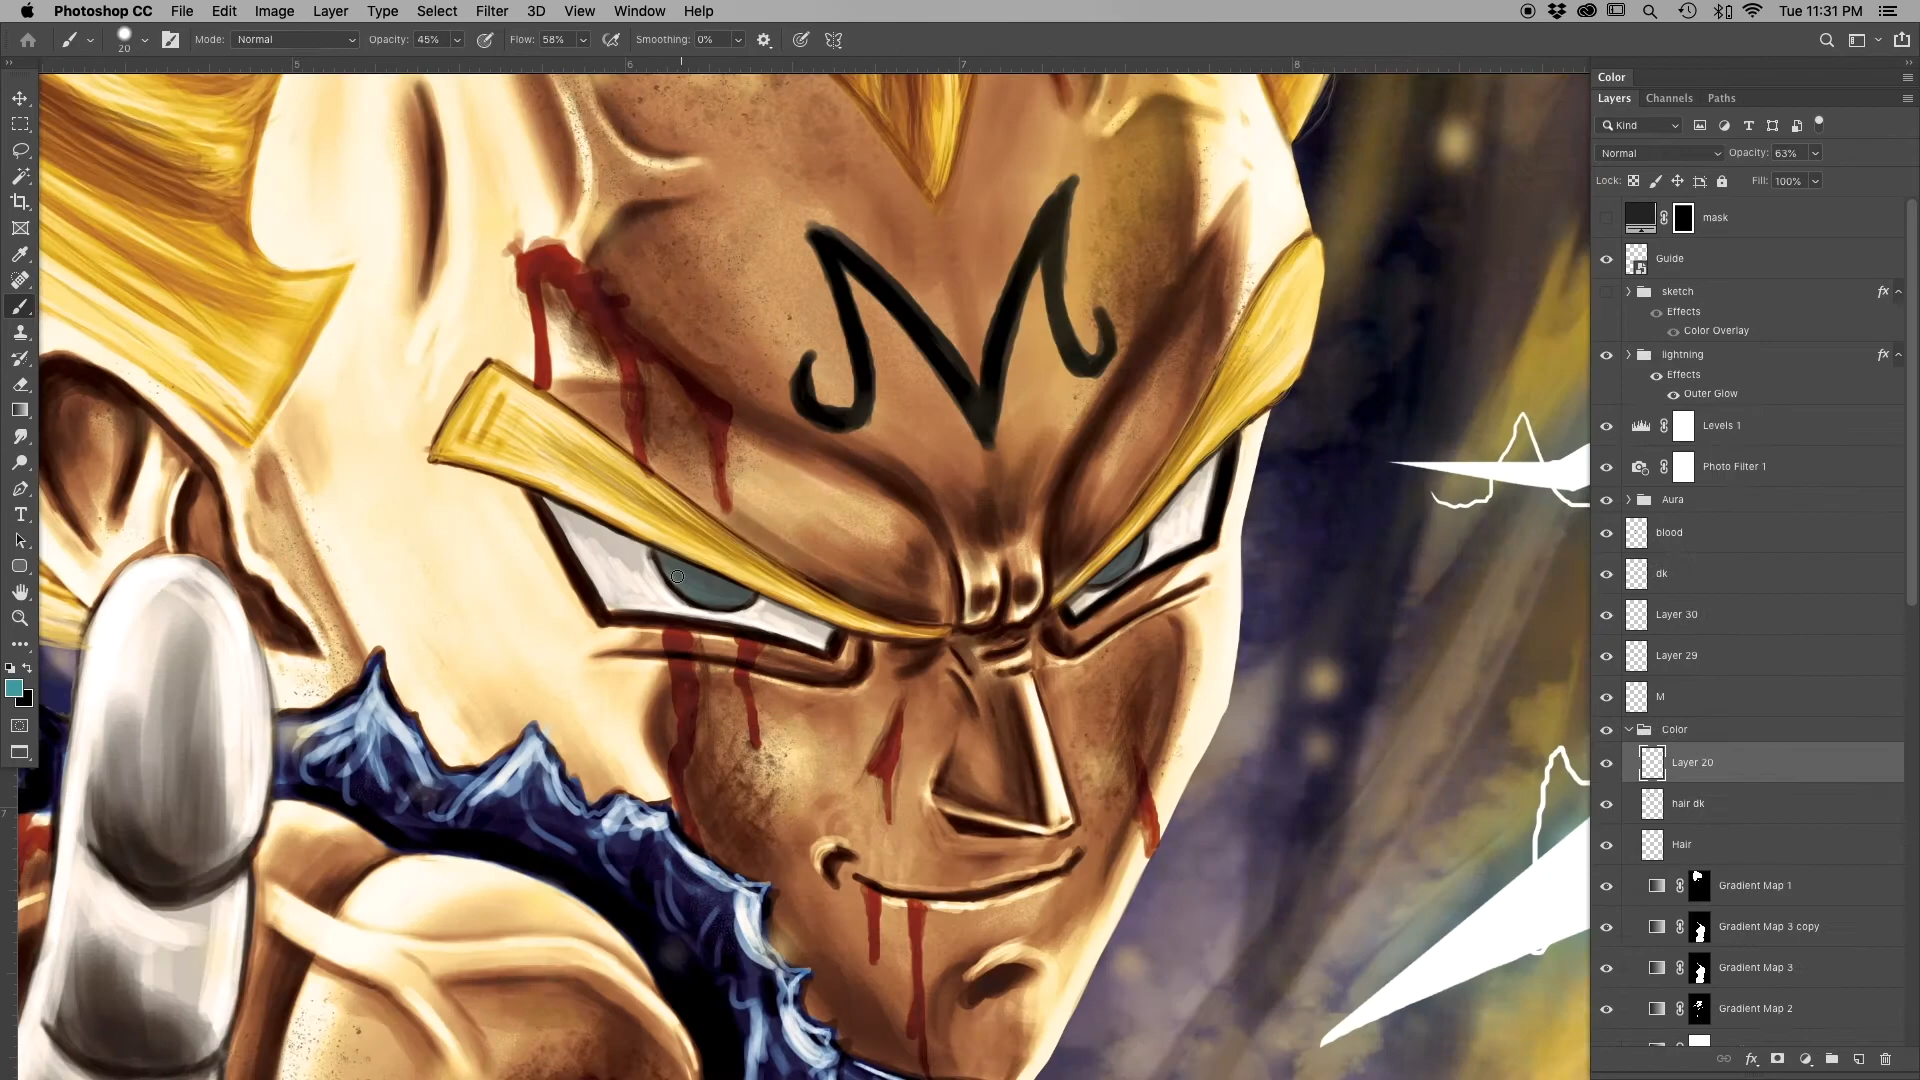 Photoshop CC File Edit Image Layer Type Select Filter 3D View Window Help Tue 11:31 PM
20 Mode: Normal Opacity: 45% Flow: 58% Smoothing: 0%
5 6 7 8
Color
Layers Channels Paths
Kind
Normal Opacity: 63%
Lock: Fill: 100%
mask
Guide
sketch fx
Effects
Color Overlay
lightning fx
Effects
Outer Glow
Levels 1
Photo Filter 1
Aura
blood
dk
Layer 30
Layer 29
M
Color
Layer 20
hair dk
Hair
Gradient Map 1
Gradient Map 3 copy
Gradient Map 3
Gradient Map 2
fx
M
7